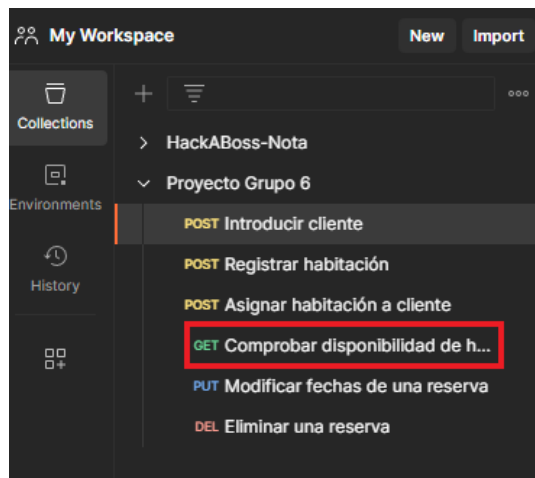 My Workspace
New
Import
Collections
HackABoss-Nota
Proyecto Grupo 6
Environments
POST Introducir cliente
POST Registrar habitación
History
POST Asignar habitación a cliente
GET Comprobar disponibilidad de h...
PUT Modificar fechas de una reserva
DEL Eliminar una reserva